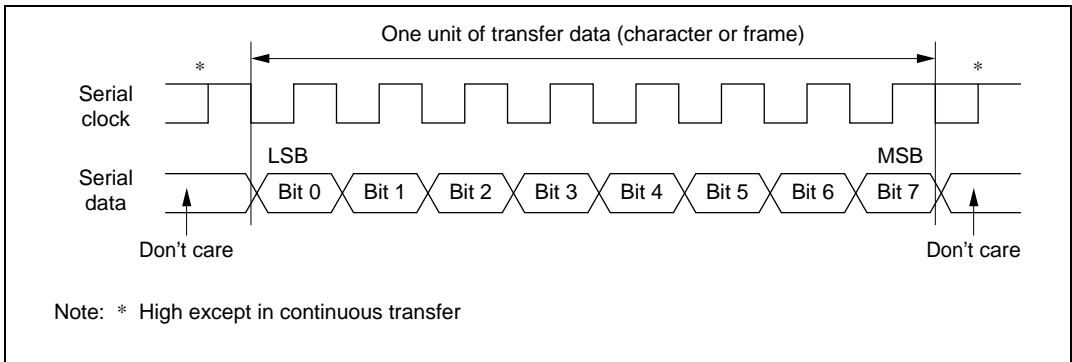 One unit of transfer data (character or frame)
* *
Serial
clock
LSB MSB
Serial
data
Bit 0 Bit 1 Bit 2 Bit 3 Bit 4 Bit 5 Bit 6 Bit 7
Don't care Don't care
Note: * High except in continuous transfer